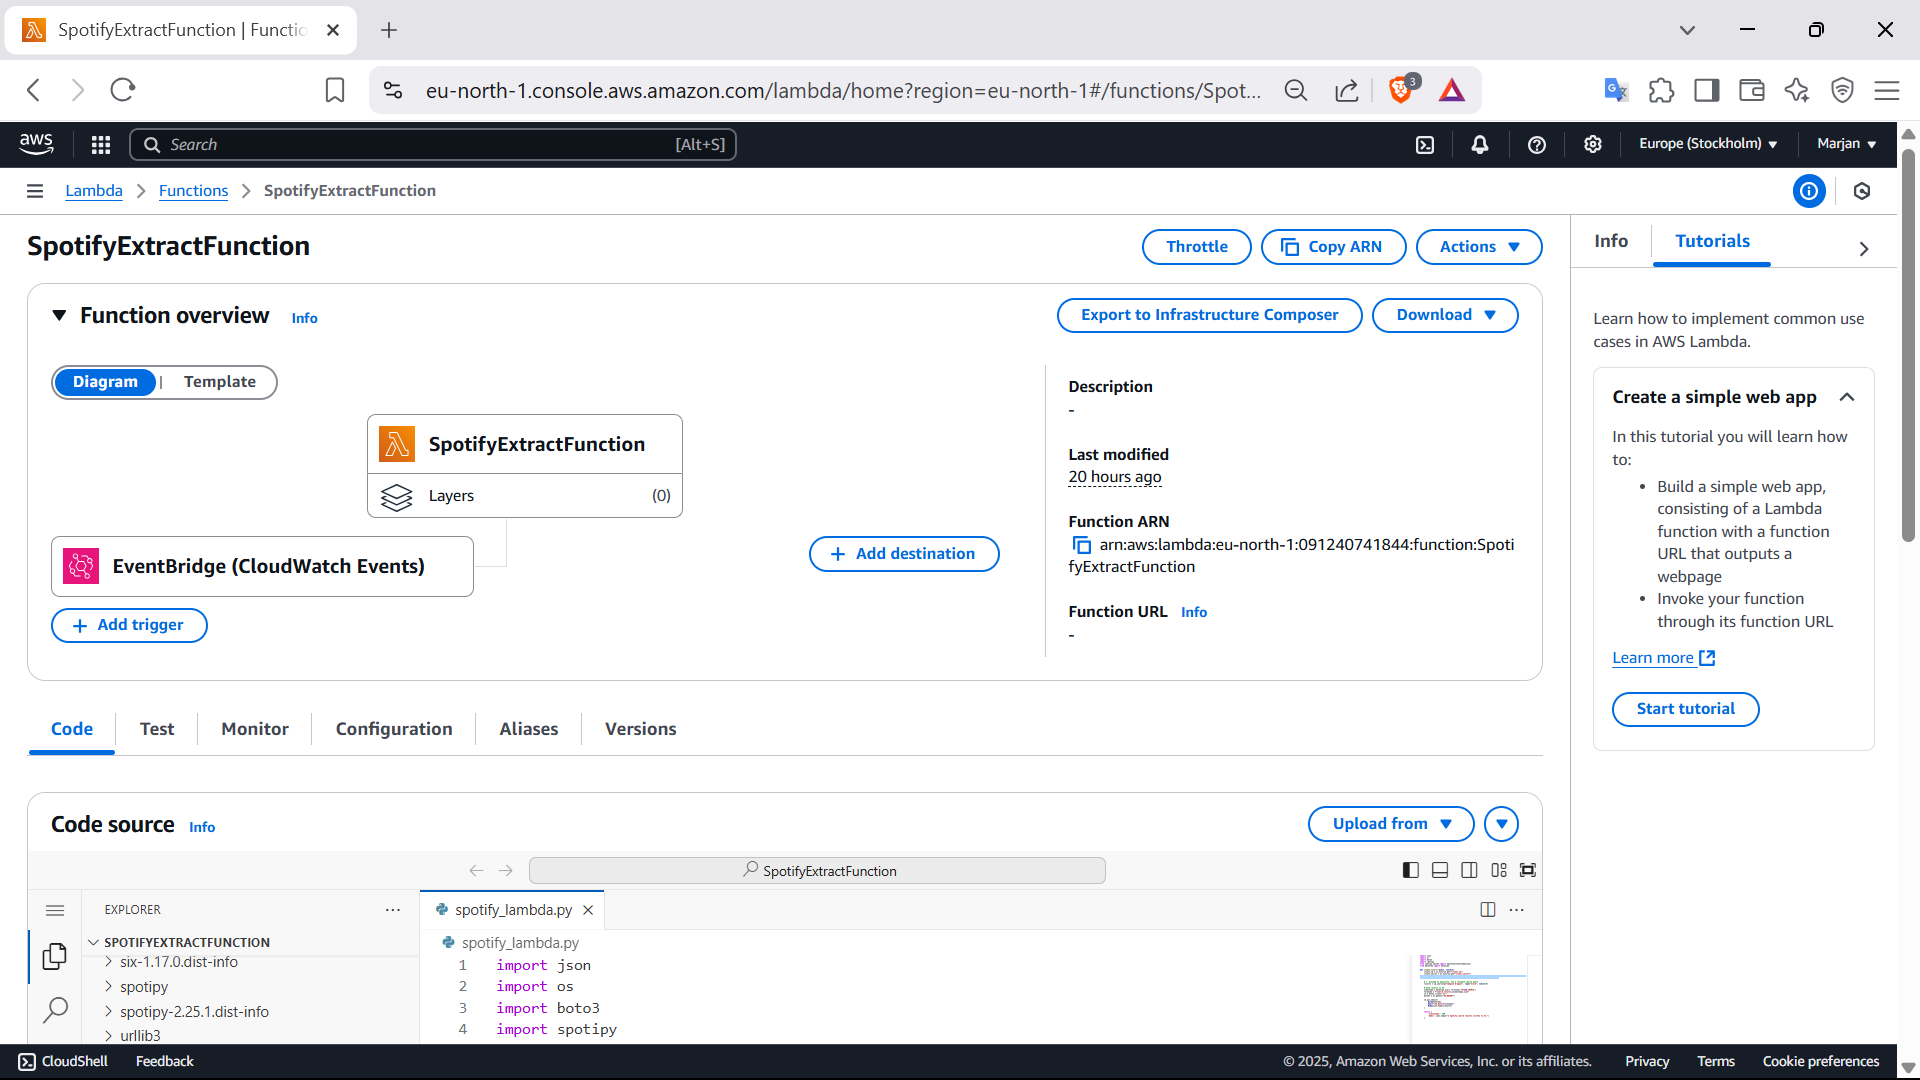 SpotifyExtractFunction | Functio
eu-north-1.console.aws.amazon.com/lambda/home?region=eu-north-1#/functions/Spot...
3
aws
Search
[Alt+S]
Europe (Stockholm)
Marjan
Lambda
Functions
SpotifyExtractFunction
SpotifyExtractFunction
Throttle
Copy ARN
Actions
Function overview
Info
Export to Infrastructure Composer
Download
Diagram | Template
SpotifyExtractFunction
Layers
(0)
EventBridge (CloudWatch Events)
+ Add destination
+ Add trigger
Description
-
Last modified
20 hours ago
Function ARN
arn:aws:lambda:eu-north-1:091240741844:function:Spoti
fyExtractFunction
Function URL Info
-
Code
Test
Monitor
Configuration
Aliases
Versions
Code source
Info
Upload from
SpotifyExtractFunction
EXPLORER
SPOTIFYEXTRACTFUNCTION
six-1.17.0.dist-info
spotipy
spotipy-2.25.1.dist-info
urllib3
spotify_lambda.py
spotify_lambda.py
1 import json
2 import os
3 import boto3
4 import spotipy
Info
Tutorials
Learn how to implement common use
cases in AWS Lambda.
Create a simple web app
In this tutorial you will learn how
to:
• Build a simple web app,
consisting of a Lambda
function with a function
URL that outputs a
webpage
• Invoke your function
through its function URL
Learn more
Start tutorial
CloudShell
Feedback
© 2025, Amazon Web Services, Inc. or its affiliates.
Privacy
Terms
Cookie preferences